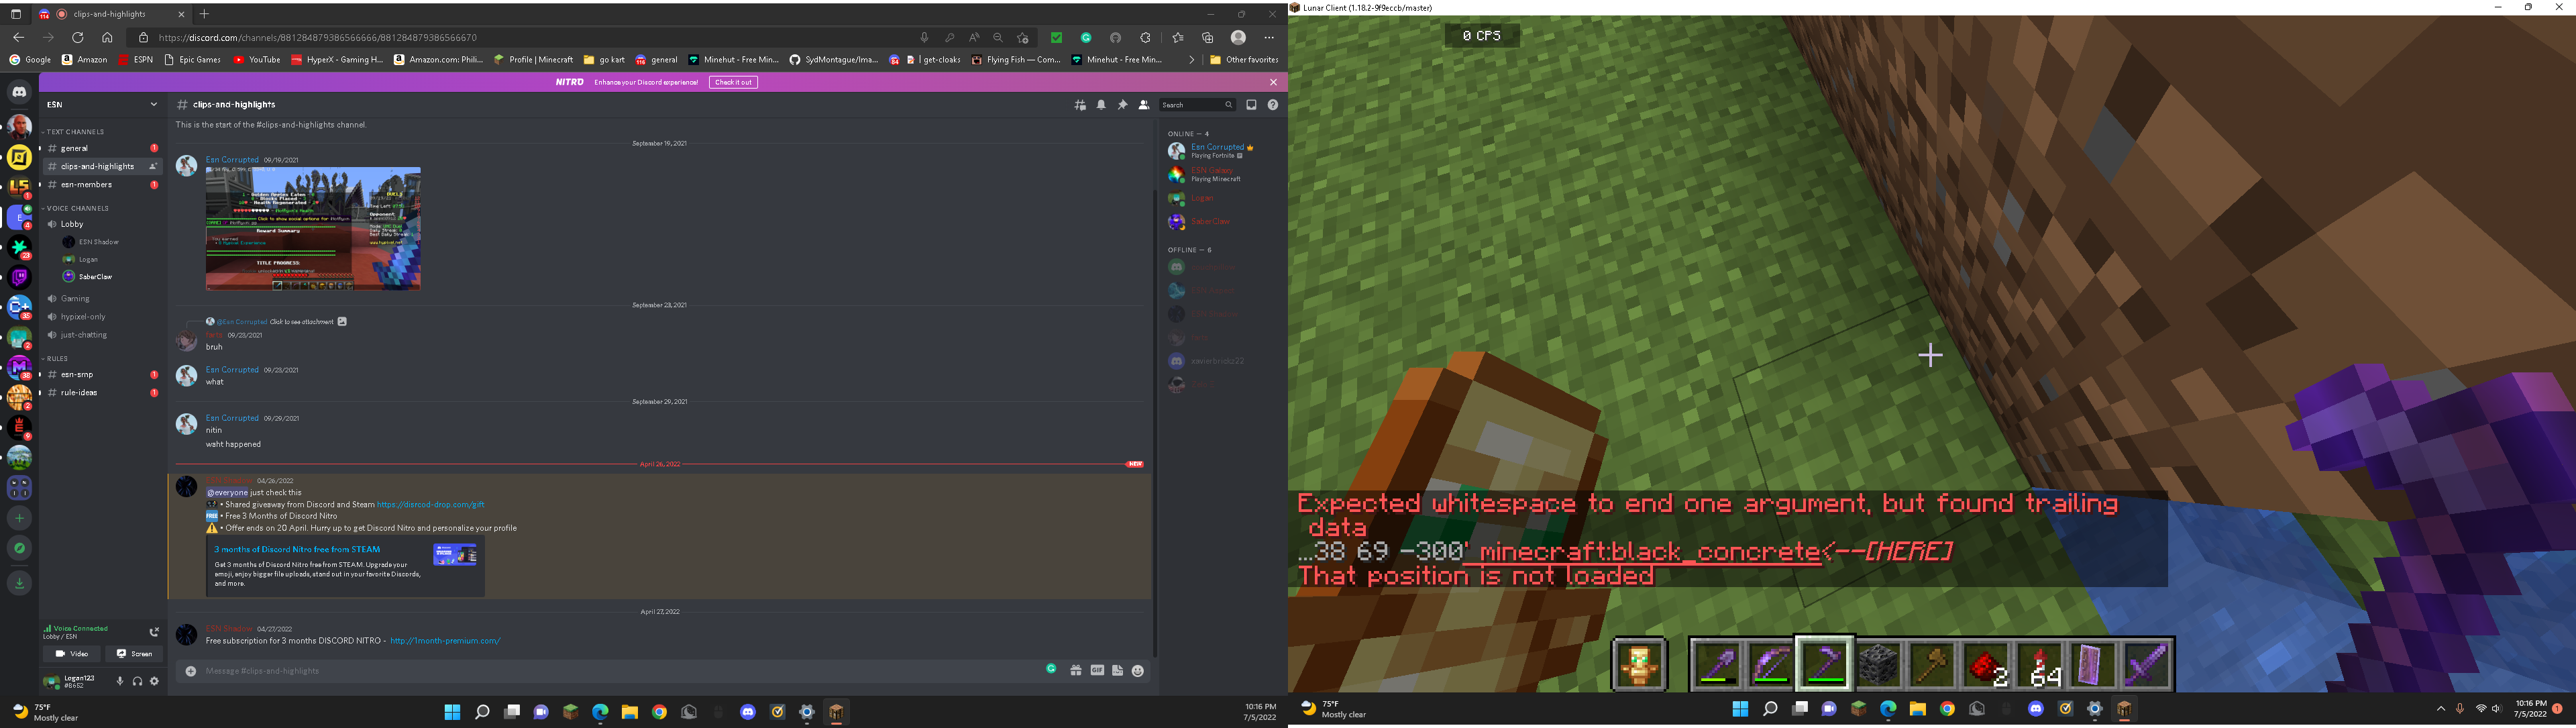 clips-and-highlights
https://discord.com/channels/881284879386566666/881284879386566670
Google
Amazon
ESPN
Epic Games
YouTube
HyperX - Gaming H...
Amazon.com: Phili...
Profile | Minecraft
go kart
general
Minehut - Free Min...
SydMontague/Ima...
| get-cloaks
Flying Fish — Com...
Minehut - Free Min...
Other favorites
NITRO
Enhance your Discord experience!
Check it out
ESN
clips-and-highlights
Search
TEXT CHANNELS
general
1
clips-and-highlights
esn-members
1
VOICE CHANNELS
Lobby
ESN Shadow
Logan
SaberClaw
Gaming
hypixel-only
just-chatting
RULES
esn-smp
1
rule-ideas
1
Voice Connected
Lobby / ESN
Video
Screen
Logan123
#8652
This is the start of the #clips-and-highlights channel.
September 19, 2021
Esn Corrupted 09/19/2021
Reward Summary
TITLE PROGRESS:
September 23, 2021
@Esn Corrupted Click to see attachment
09/23/2021
bruh
Esn Corrupted 09/23/2021
what
September 29, 2021
Esn Corrupted 09/29/2021
nitin
waht happened
April 26, 2022
NEW
04/26/2022
@everyone just check this
• Shared giveaway from Discord and Steam https://discrod-drop.com/gift
FREE • Free 3 Months of Discord Nitro
• Offer ends on 20 April. Hurry up to get Discord Nitro and personalize your profile
3 months of Discord Nitro free from STEAM
Get 3 months of Discord Nitro free from STEAM. Upgrade your
emoji, enjoy bigger file uploads, stand out in your favorite Discords,
and more.
April 27, 2022
ESN Shadow 04/27/2022
Free subscription for 3 months DISCORD NITRO - http://1month-premium.com/
Message #clips-and-highlights
GIF
ONLINE — 4
Esn Corrupted
Playing Fortnite
ESN Galaxy
Playing Minecraft
Logan
SaberClaw
OFFLINE — 6
xavierbrickz22
75°F
Mostly clear
10:16 PM
7/5/2022
Lunar Client (1.18.2-9f9eccb/master)
0 CPS
Expected whitespace to end one argument, but found trailing
data
...38 69 -300' minecraft:black_concrete<--[HERE]
That position is not loaded
2
64
75°F
Mostly clear
10:16 PM
7/5/2022
1